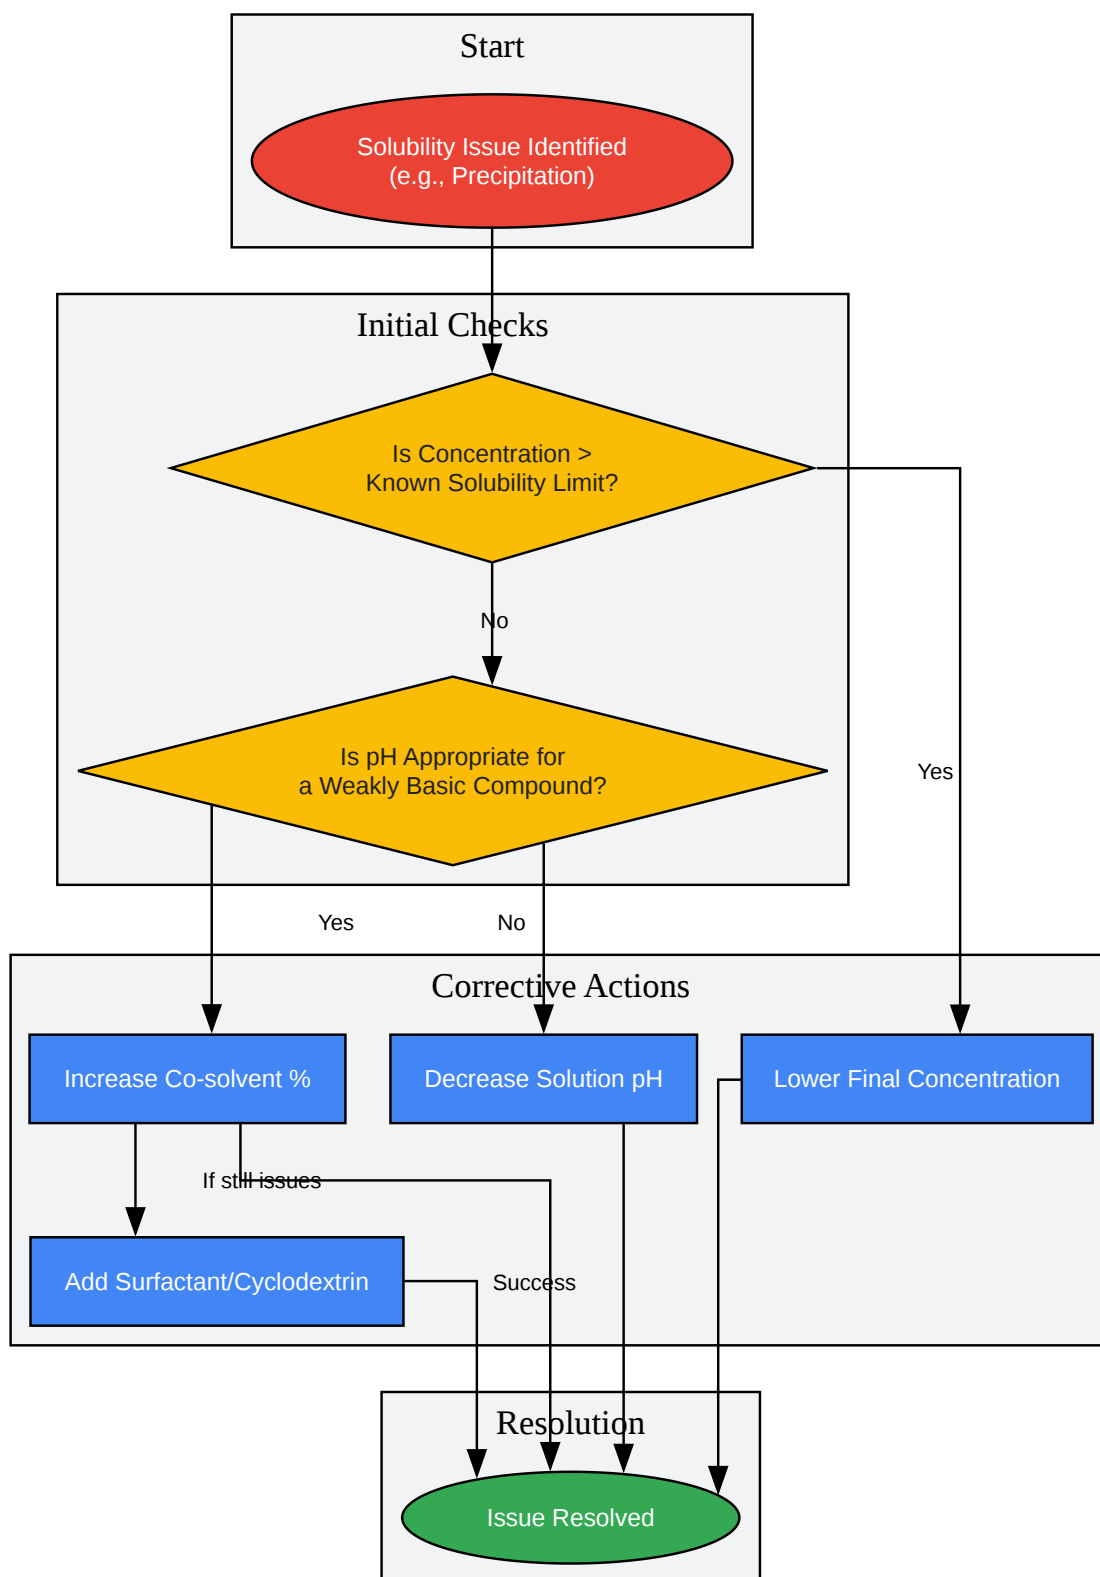 Start
Solubility Issue Identified
(e.g., Precipitation)
Initial Checks
Is Concentration >
Known Solubility Limit?
No
Is pH Appropriate for
a Weakly Basic Compound?
Yes
Yes
No
Corrective Actions
Increase Co-solvent %
Decrease Solution pH
Lower Final Concentration
If still issues
Add Surfactant/Cyclodextrin
Success
Resolution
Issue Resolved